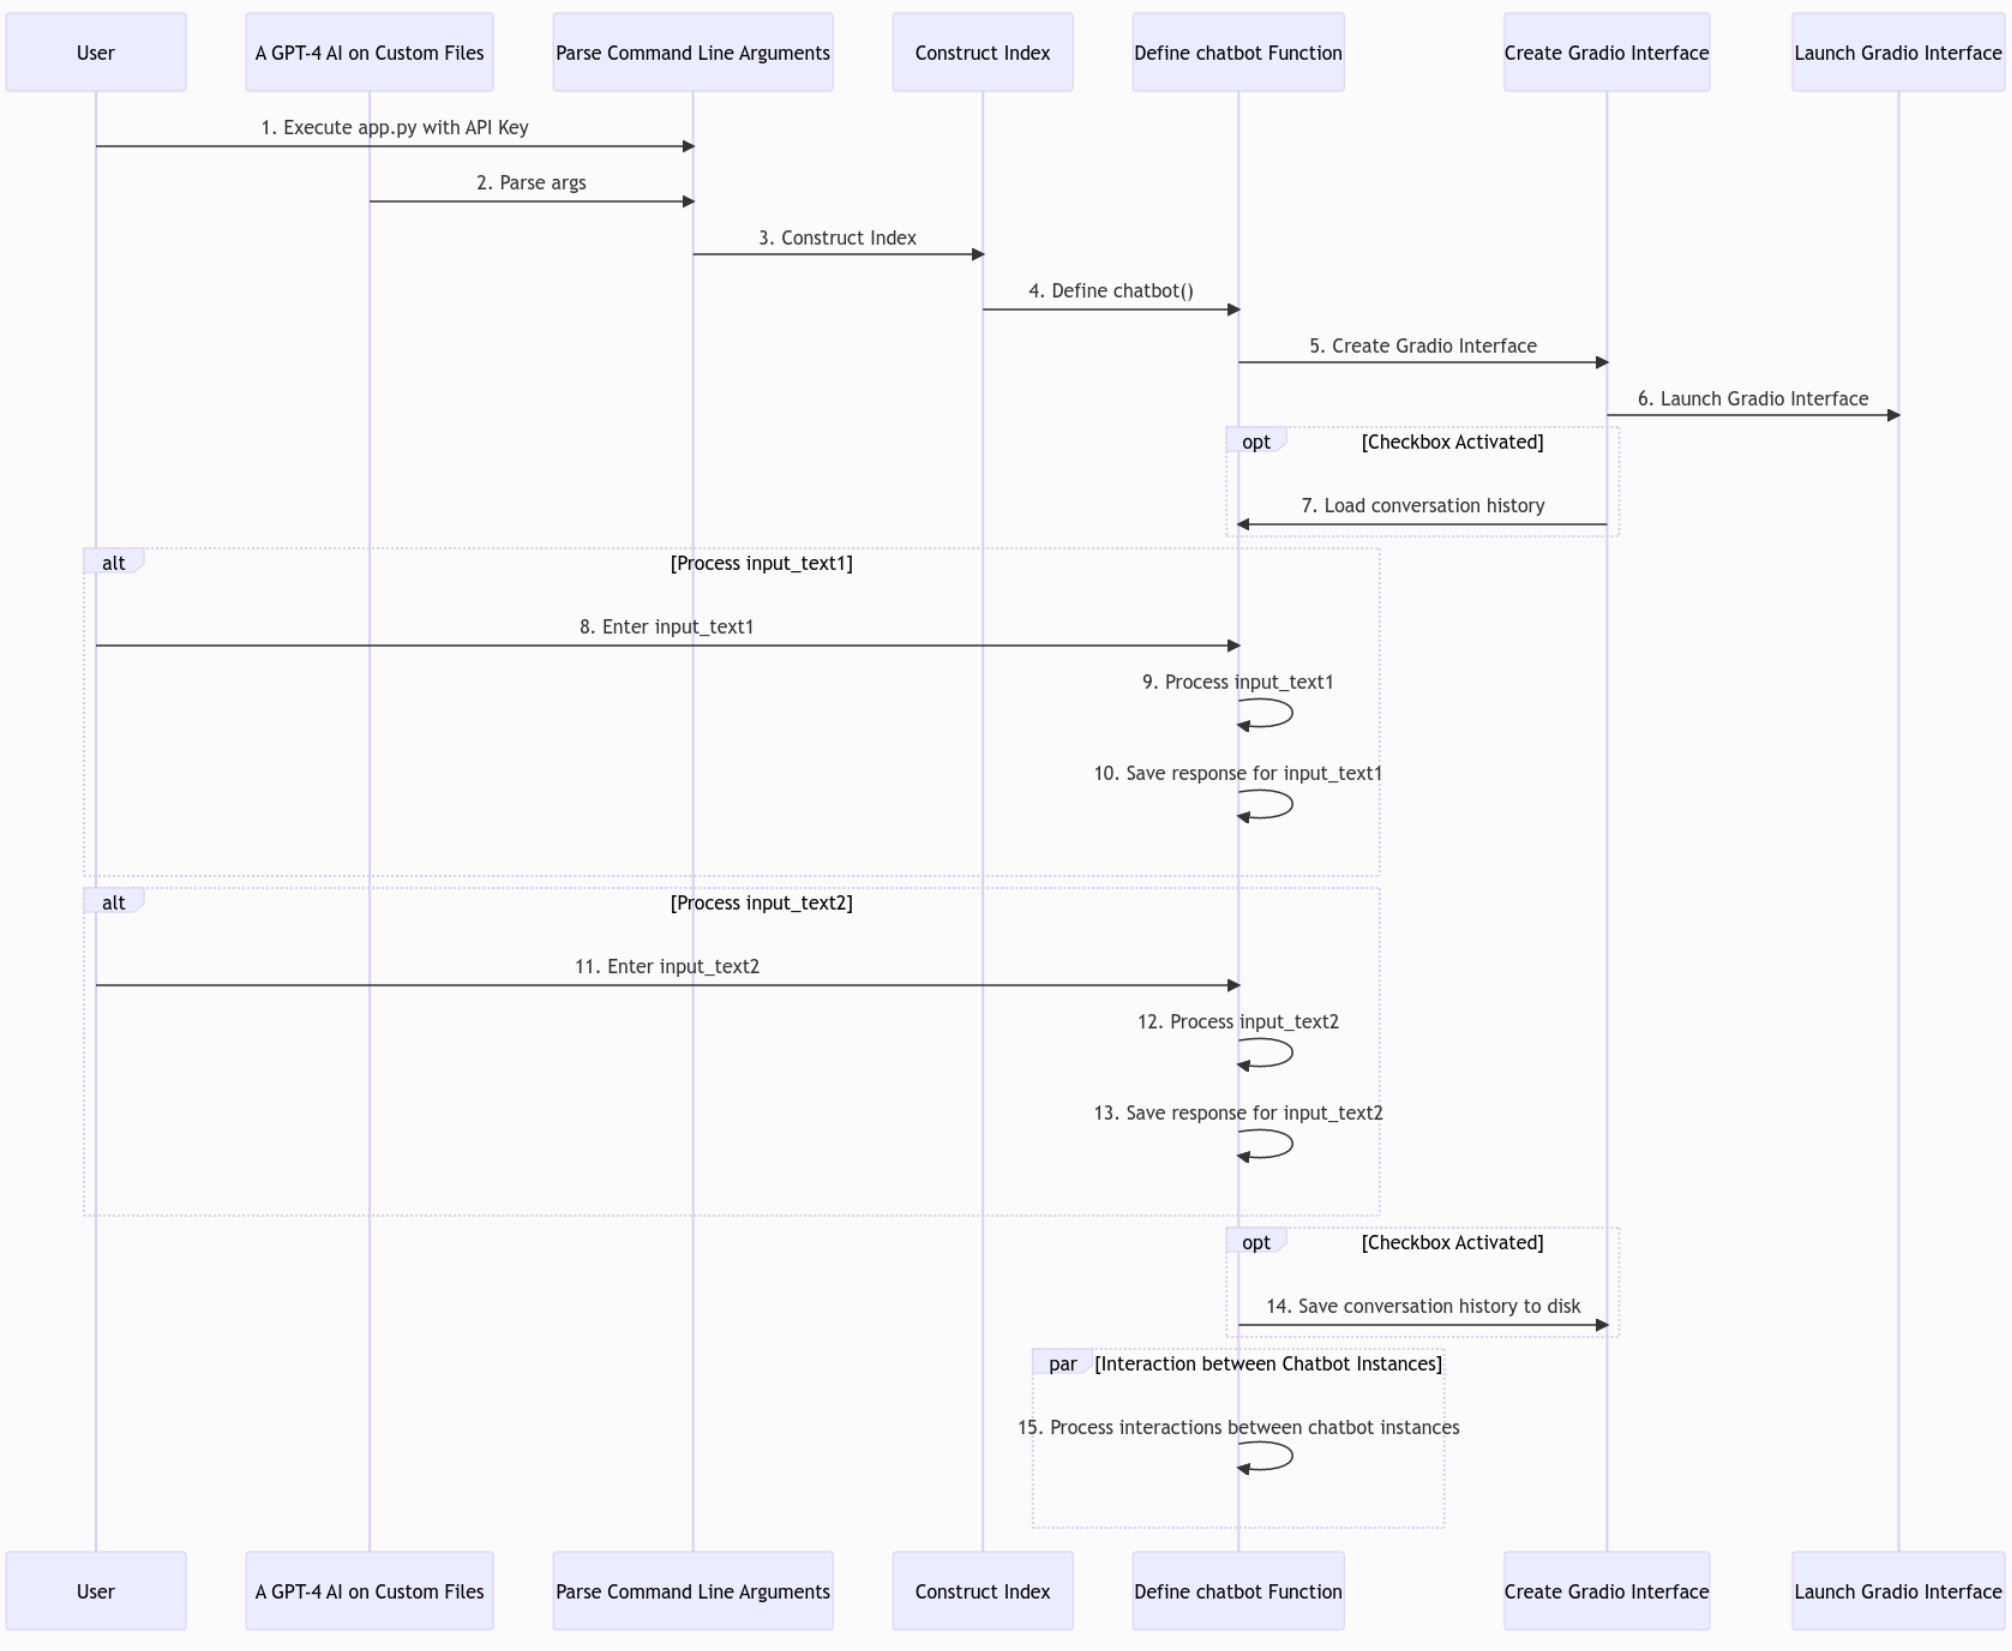 User
A GPT-4 AI on Custom Files
Parse Command Line Arguments
Construct Index
Define chatbot Function
Create Gradio Interface
Launch Gradio Interface
1. Execute app.py with API Key
2. Parse args
3. Construct Index
4. Define chatbot()
5. Create Gradio Interface
6. Launch Gradio Interface
opt
[Checkbox Activated]
7. Load conversation history
alt
[Process input_text1]
8. Enter input_text1
9. Process input_text1
10. Save response for input_text1
alt
[Process input_text2]
11. Enter input_text2
12. Process input_text2
13. Save response for input_text2
opt
[Checkbox Activated]
14. Save conversation history to disk
par
[Interaction between Chatbot Instances]
15. Process interactions between chatbot instances
User
A GPT-4 AI on Custom Files
Parse Command Line Arguments
Construct Index
Define chatbot Function
Create Gradio Interface
Launch Gradio Interface